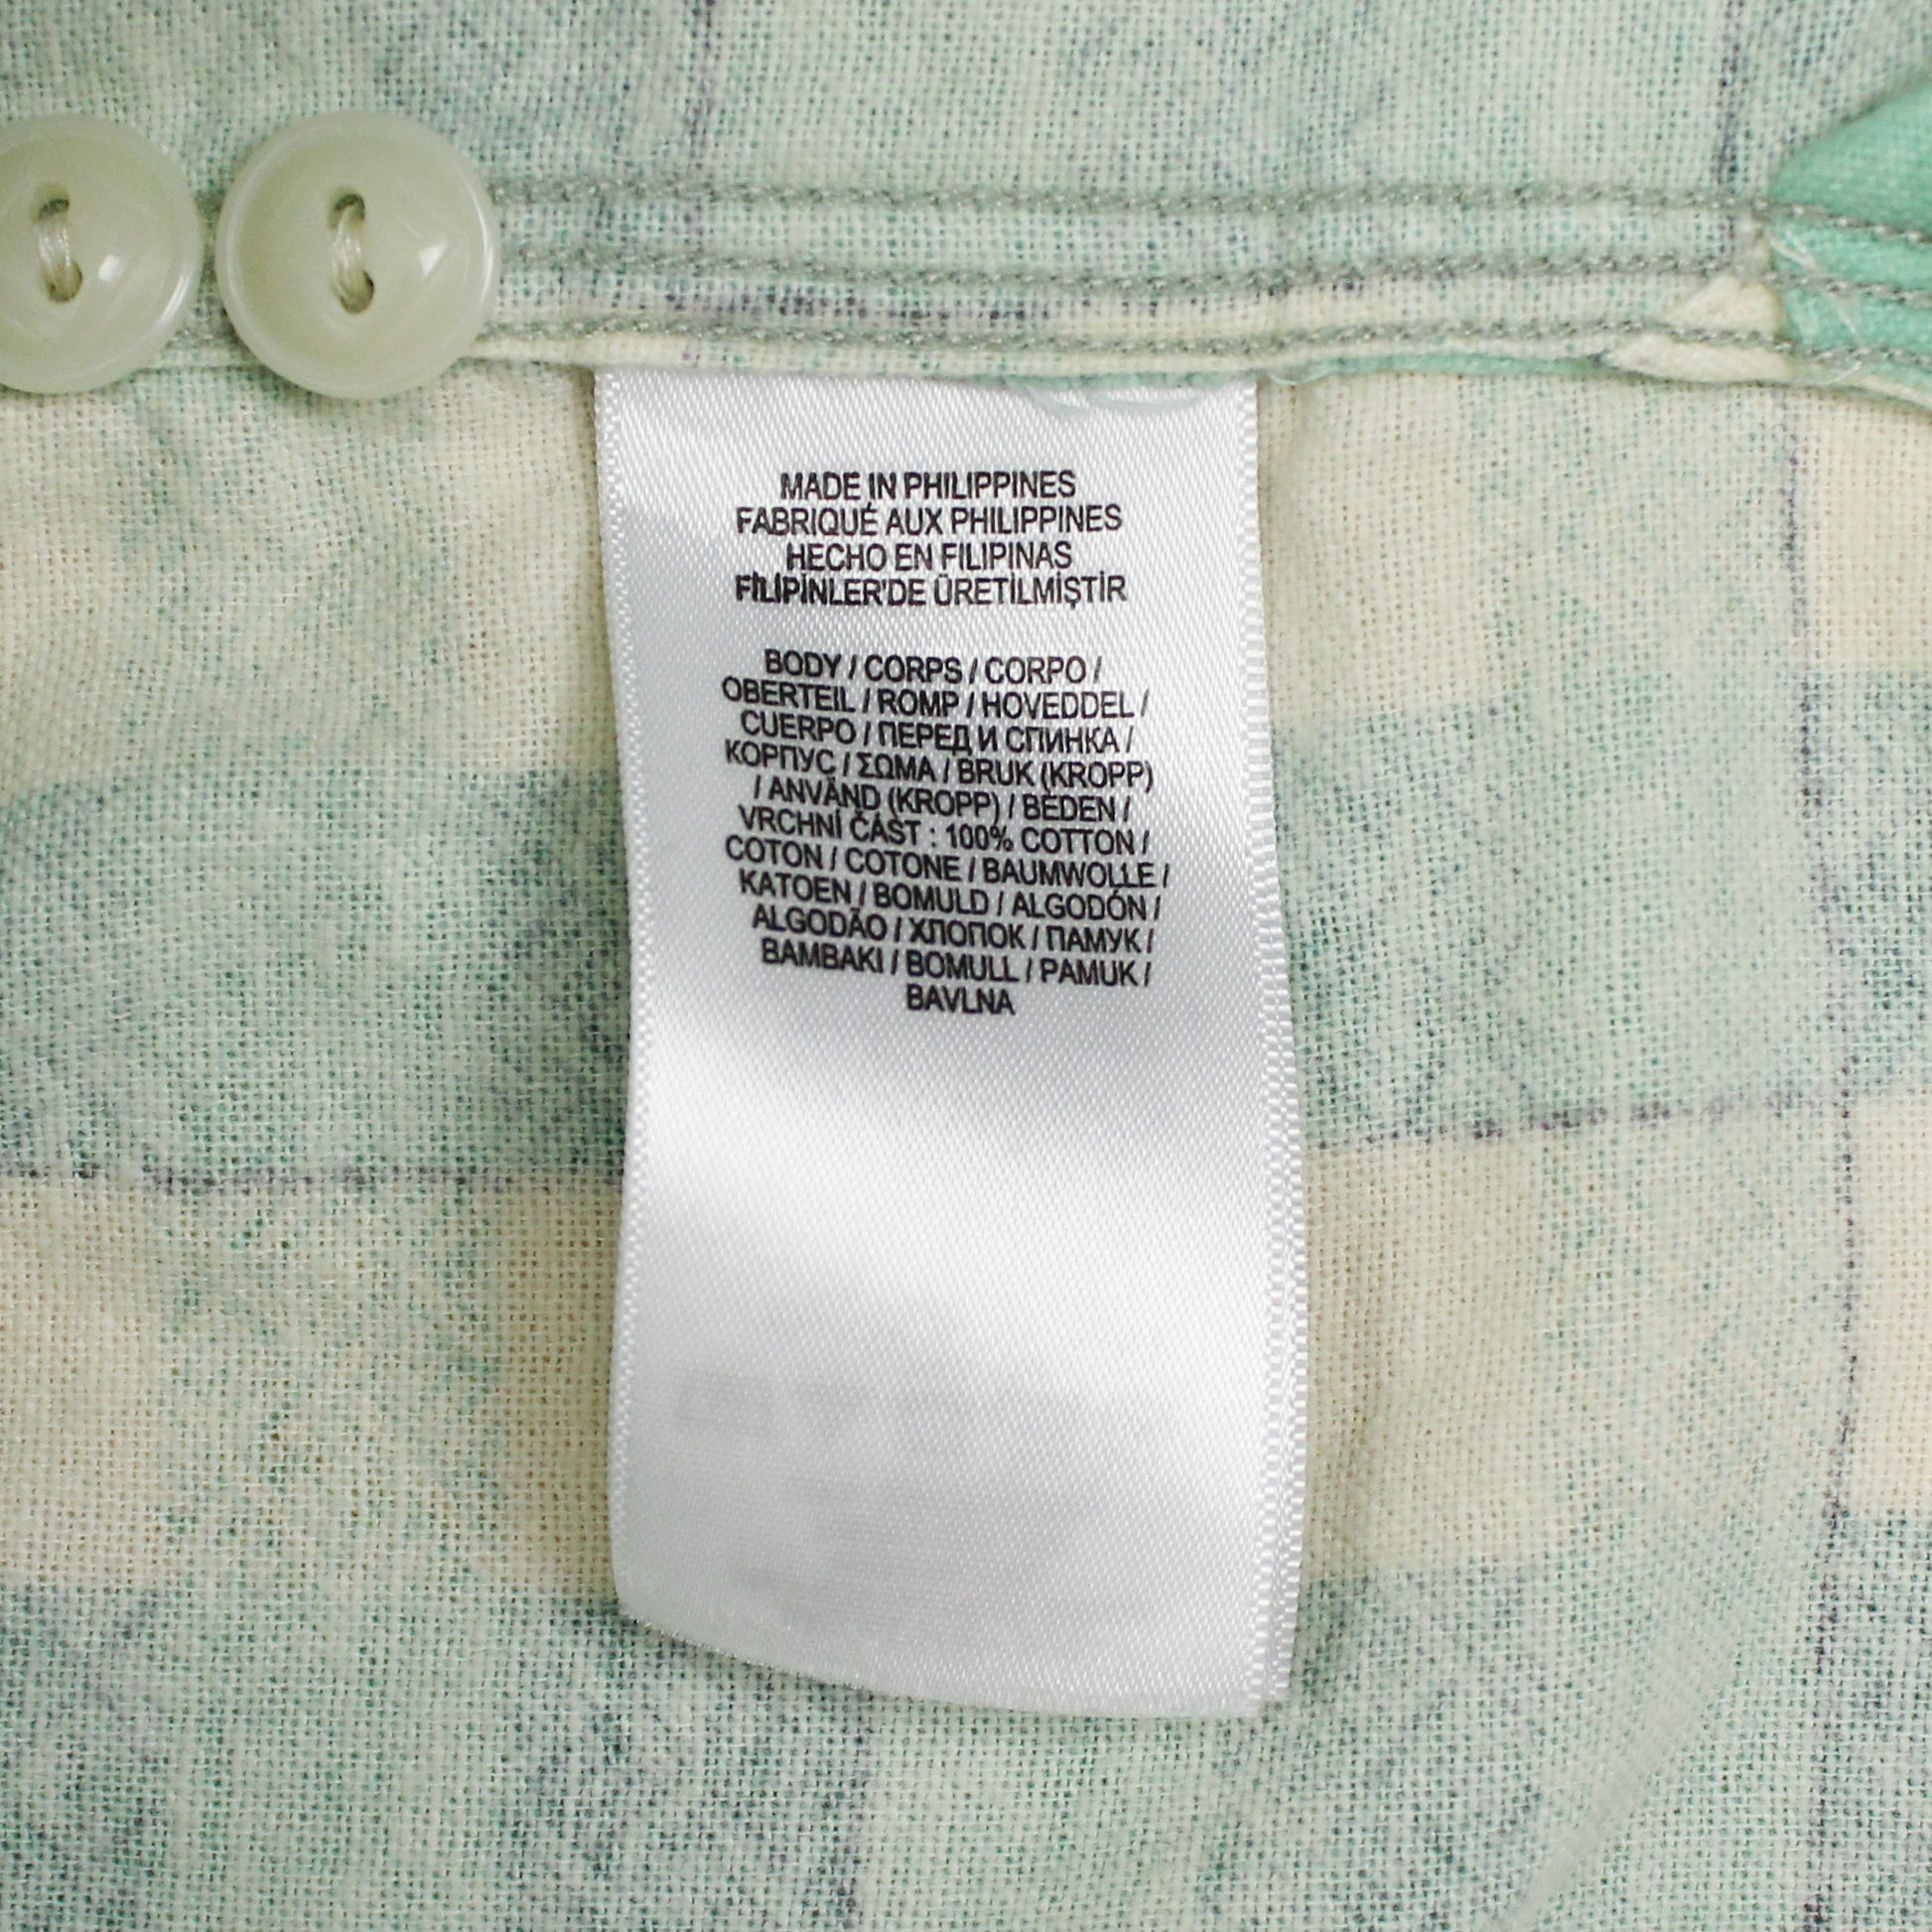 MADE IN PHILIPPINES
FABRIQUÉ AUX PHILIPPINES
HECHO EN FILIPINAS
FİLİPİNLER'DE ÜRETİLMİŞTİR
BODY / CORPS / CORPO /
OBERTEIL / ROMP / HOVEDDEL /
CUERPO / ПЕРЕД И СПИНКА /
КОРПУС / ΣΩΜΑ / BRUK (KROPP)
/ ANVÄND (KROPP) / BEDEN /
VRCHNÍ ČÁST : 100% COTTON /
COTON / COTONE / BAUMWOLLE /
KATOEN / BOMULD / ALGODÓN /
ALGODÃO / ХЛОПОК / ПАМУК /
BAMBAKI / BOMULL / PAMUK /
BAVLNA